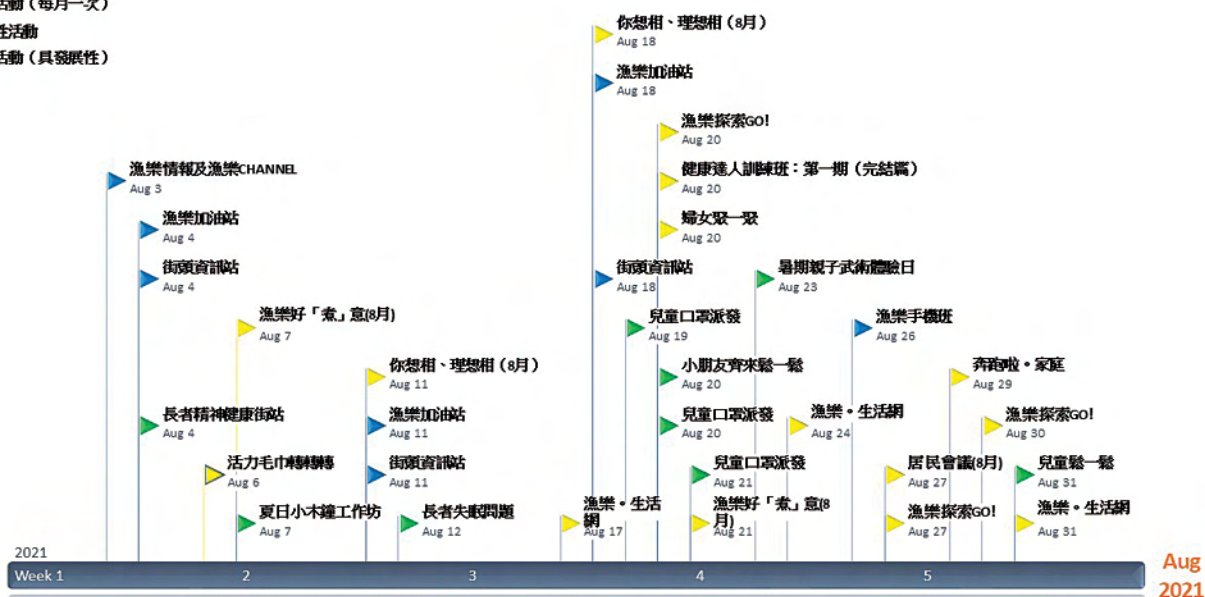 活動（每月一次）
性活動
活動（具發展性）
你想相、理想相（8月）
Aug 18
漁樂加油站
Aug 18
漁樂探索GO!
Aug 20
漁樂情報及漁樂CHANNEL
Aug 3
健康達人訓練班：第一期（完結篇）
Aug 20
漁樂加油站
Aug 4
婦女聚一聚
Aug 20
街頭資訊站
Aug 4
街頭資訊站
Aug 18
暑期親子武術體驗日
Aug 23
漁樂好「煮」意(8月)
Aug 7
兒童口罩派發
Aug 19
漁樂手機班
Aug 26
你想相、理想相（8月）
Aug 11
小朋友齊來鬆一鬆
Aug 20
奔跑啦。家庭
Aug 29
長者精神健康街站
Aug 4
漁樂加油站
Aug 11
兒童口罩派發
Aug 20
漁樂。生活網
Aug 24
漁樂探索GO!
Aug 30
活力毛巾轉轉轉
Aug 6
街頭資訊站
Aug 11
兒童口罩派發
Aug 21
居民會議(8月)
Aug 27
兒童鬆一鬆
Aug 31
夏日小木鐘工作坊
Aug 7
長者失眠問題
Aug 12
漁樂。生活
網
Aug 17
漁樂好「煮」意(8
月)
Aug 21
漁樂探索GO!
Aug 27
漁樂。生活網
Aug 31
2021
Week 1 2 3 4 5
Aug
2021